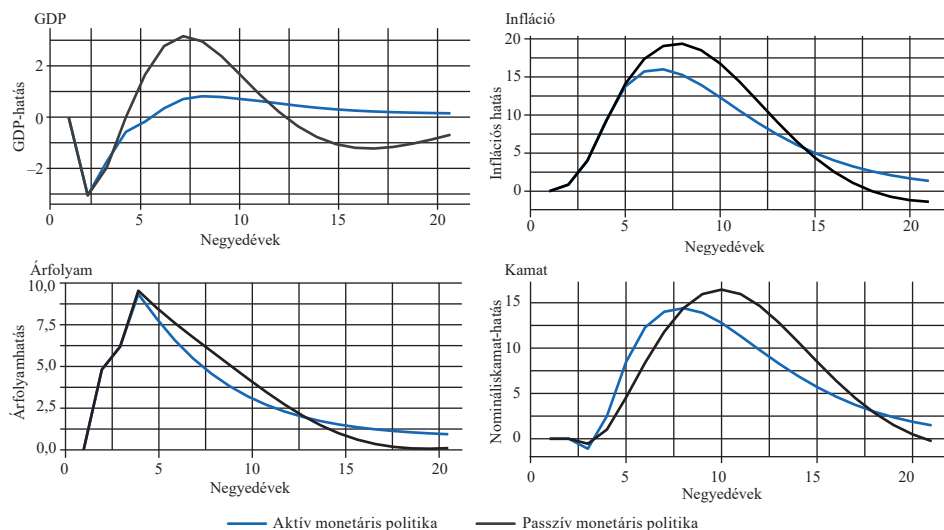 GDP
GDP-hatás
2
0
−2
0 5 10 15 20
Negyedévek
Infláció
Inflációs hatás
20
15
10
5
0
0 5 10 15 20
Negyedévek
Árfolyam
Árfolyamhatás
10,0
7,5
5,0
2,5
0,0
0 5 10 15 20
Negyedévek
Kamat
Nomináliskamat-hatás
15
10
5
0
0 5 10 15 20
Negyedévek
Aktív monetáris politika Passzív monetáris politika